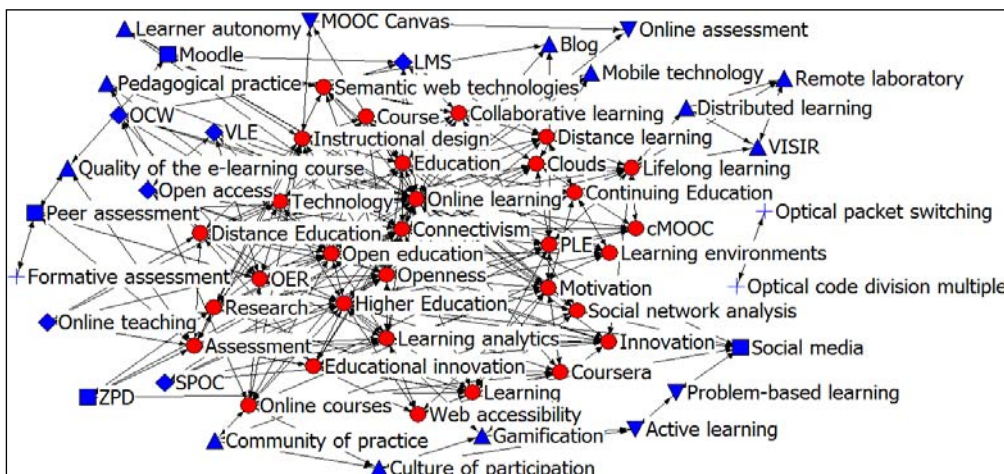 Learner autonomy
MOOC Canvas
Online assessment
Moodle
LMS
Blog
Pedagogical practice
Semantic web technologies
Mobile technology
Remote laboratory
OCW
Course
Collaborative learning
Distributed learning
VLE
Instructional design
Distance learning
VISIR
Quality of the e-learning course
Education
Clouds
Lifelong learning
Open access
Technology
Online learning
Continuing Education
Peer assessment
Optical packet switching
Distance Education
Connectivism
cMOOC
Open education
PLE
Learning environments
Formative assessment
OER
Openness
Motivation
Optical code division multiple
Research
Higher Education
Social network analysis
Online teaching
Assessment
Learning analytics
Innovation
Social media
SPOC
Educational innovation
Coursera
ZPD
Learning
Problem-based learning
Online courses
Web accessibility
Community of practice
Gamification
Active learning
Culture of participation